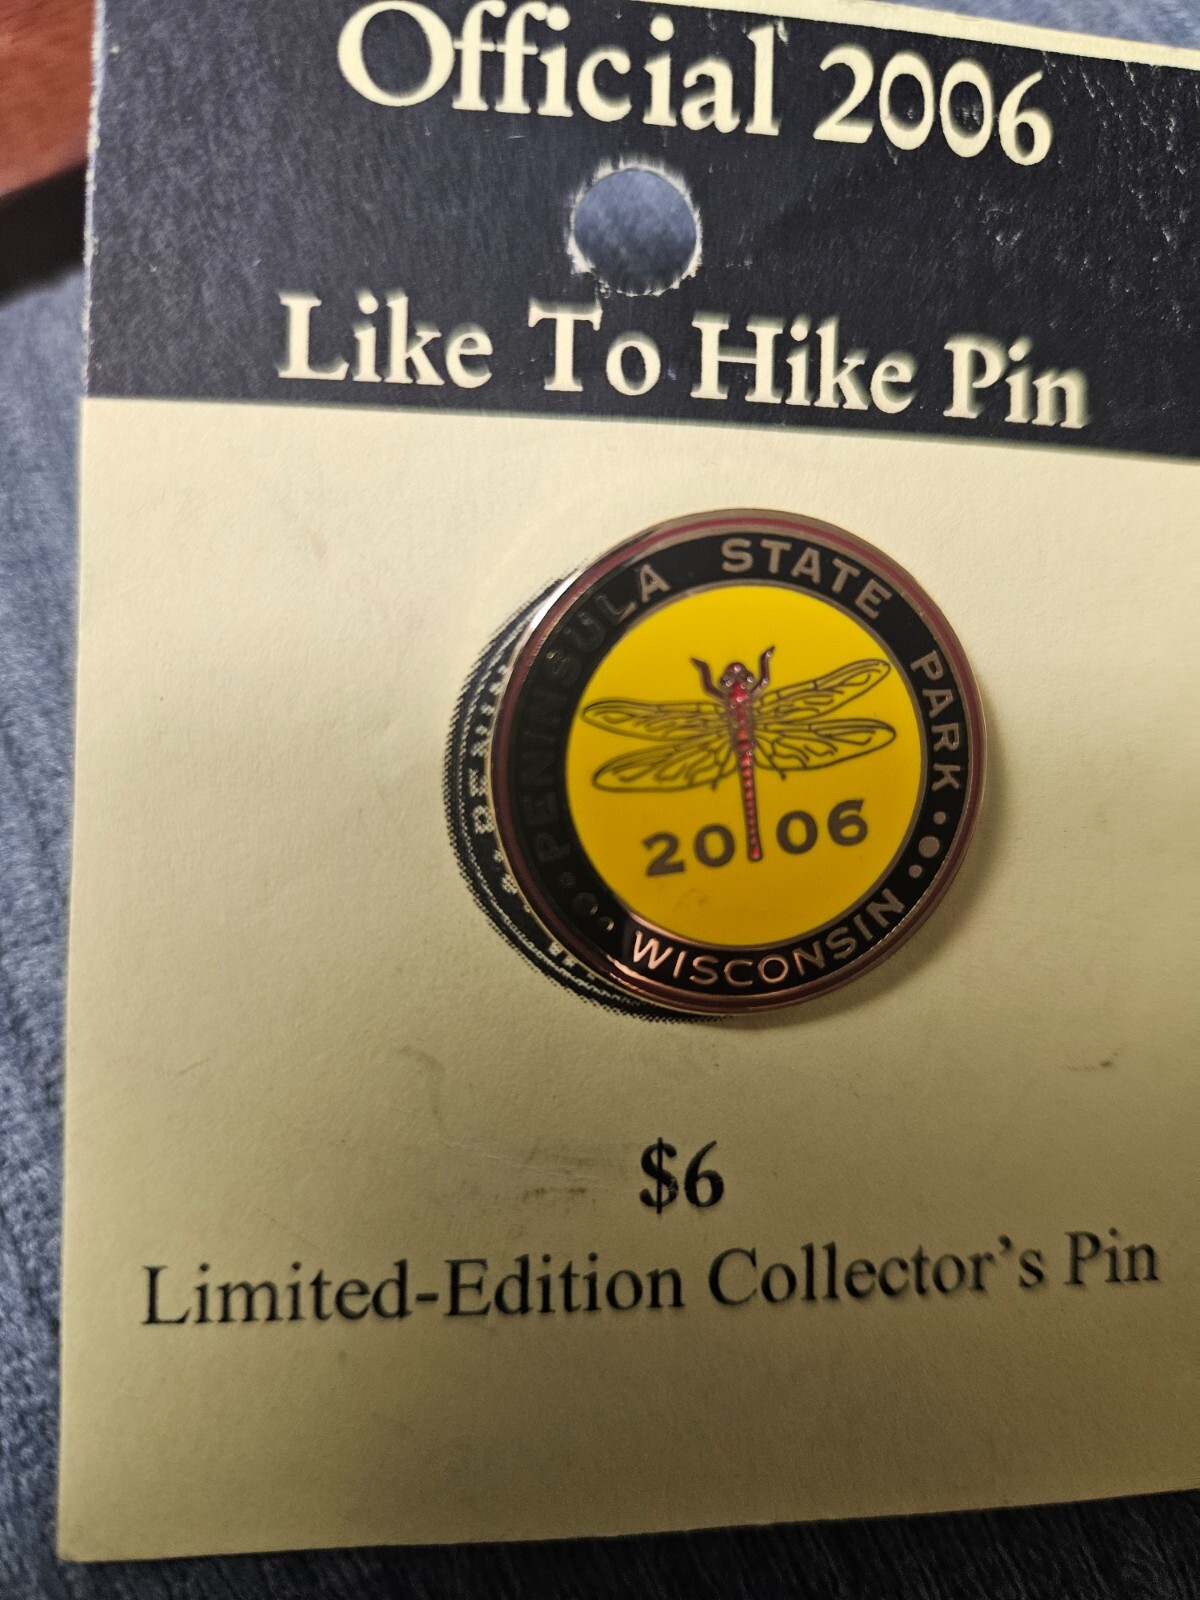 Official 2006
Like To Hike Pin
PENINSULA STATE PARK
2006
WISCONSIN
$6
Limited-Edition Collector's Pin